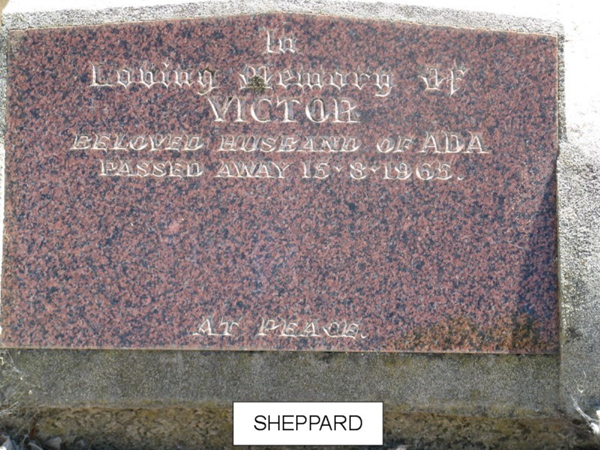 In
Loving Memory Of
VICTOR
BELOVED HUSBAND OF ADA
PASSED AWAY 15-8-1965.
AT PEACE.
SHEPPARD